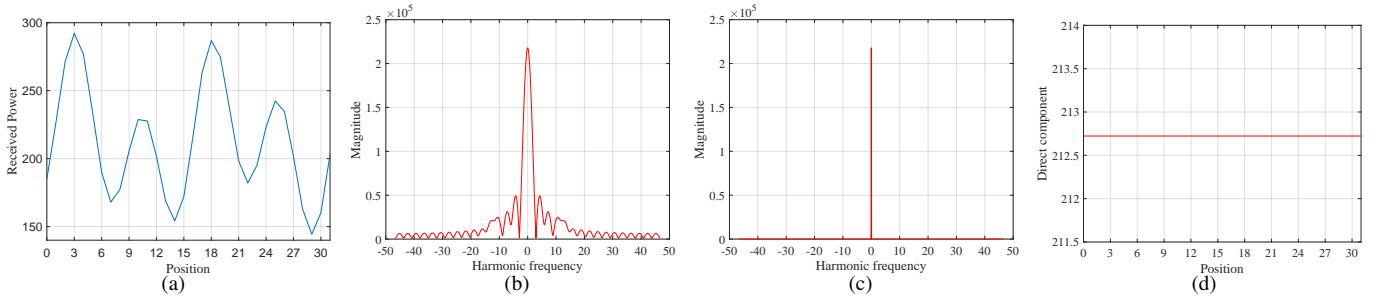 300
250
200
150
Received Power
0 3 6 9 12 15 18 21 24 27 30
Position
(a)
×10⁵
2.5
2
1.5
1
0.5
0
Magnitude
-50 -40 -30 -20 -10 0 10 20 30 40 50
Harmonic frequency
(b)
×10⁵
2.5
2
1.5
1
0.5
0
Magnitude
-50 -40 -30 -20 -10 0 10 20 30 40 50
Harmonic frequency
(c)
214
213.5
213
212.5
212
211.5
Direct component
0 3 6 9 12 15 18 21 24 27 30
Position
(d)